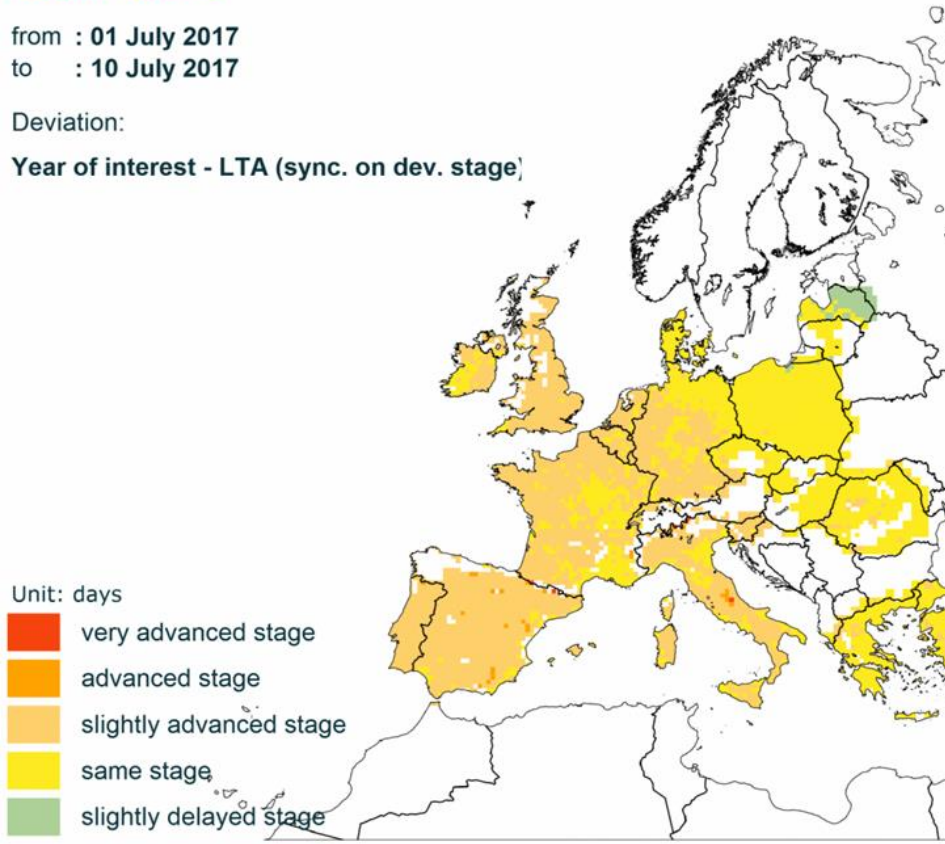 from : 01 July 2017
to : 10 July 2017
Deviation:
Year of interest - LTA (sync. on dev. stage)
Unit: days
very advanced stage
advanced stage
slightly advanced stage
same stage
slightly delayed stage